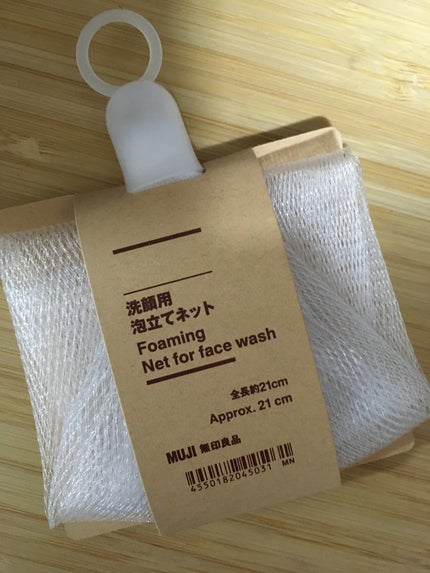 洗顔用
泡立てネット
Foaming
Net for face wash
全長約21cm
Approx. 21 cm
MUJI 無印良品
4550182045031 MN